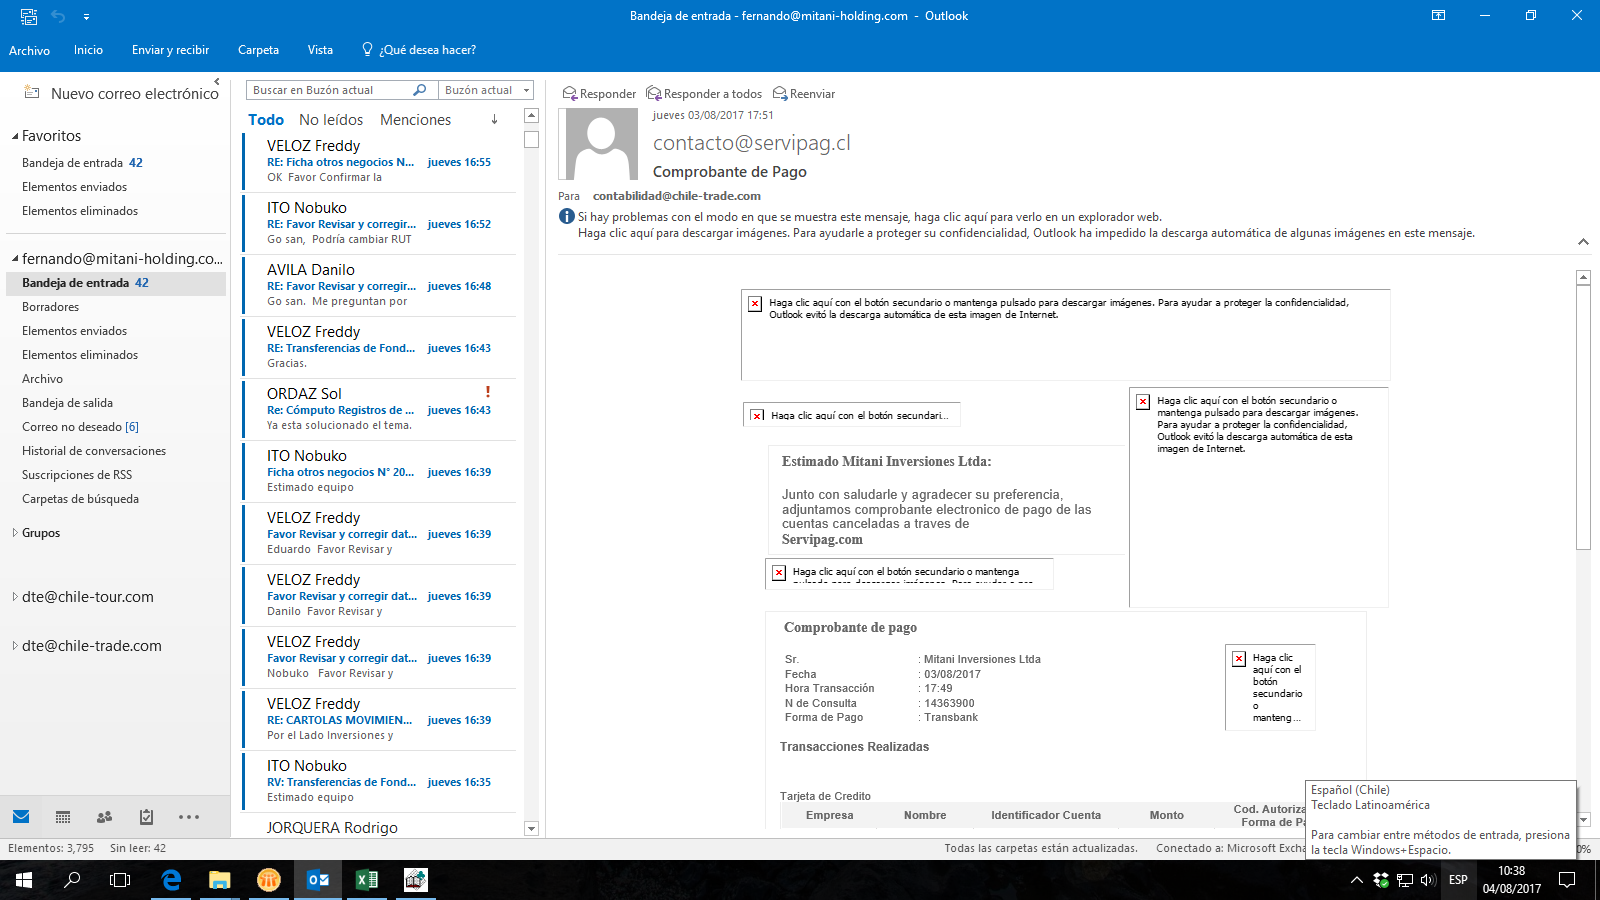 Bandeja de entrada - fernando@mitani-holding.com - Outlook
Archivo Inicio Enviar y recibir Carpeta Vista ¿Qué desea hacer?
Nuevo correo electrónico
Favoritos
Bandeja de entrada 42
Elementos enviados
Elementos eliminados
fernando@mitani-holding.co...
Bandeja de entrada 42
Borradores
Elementos enviados
Elementos eliminados
Archivo
Bandeja de salida
Correo no deseado [6]
Historial de conversaciones
Suscripciones de RSS
Carpetas de búsqueda
Grupos
dte@chile-tour.com
dte@chile-trade.com
Buscar en Buzón actual Buzón actual
Todo No leídos Menciones
VELOZ Freddy
RE: Ficha otros negocios N... jueves 16:55
OK Favor Confirmar la
ITO Nobuko
RE: Favor Revisar y corregir... jueves 16:52
Go san, Podría cambiar RUT
AVILA Danilo
RE: Favor Revisar y corregir... jueves 16:48
Go san. Me preguntan por
VELOZ Freddy
RE: Transferencias de Fond... jueves 16:43
Gracias.
ORDAZ Sol !
Re: Cómputo Registros de ... jueves 16:43
Ya esta solucionado el tema.
ITO Nobuko
Ficha otros negocios N° 20... jueves 16:39
Estimado equipo
VELOZ Freddy
Favor Revisar y corregir dat... jueves 16:39
Eduardo Favor Revisar y
VELOZ Freddy
Favor Revisar y corregir dat... jueves 16:39
Danilo Favor Revisar y
VELOZ Freddy
Favor Revisar y corregir dat... jueves 16:39
Nobuko Favor Revisar y
VELOZ Freddy
RE: CARTOLAS MOVIMIEN... jueves 16:39
Por el Lado Inversiones y
ITO Nobuko
RV: Transferencias de Fond... jueves 16:35
Estimado equipo
JORQUERA Rodrigo
Responder Responder a todos Reenviar
jueves 03/08/2017 17:51
contacto@servipag.cl
Comprobante de Pago
Para contabilidad@chile-trade.com
Si hay problemas con el modo en que se muestra este mensaje, haga clic aquí para verlo en un explorador web.
Haga clic aquí para descargar imágenes. Para ayudarle a proteger su confidencialidad, Outlook ha impedido la descarga automática de algunas imágenes en este mensaje.
Haga clic aquí con el botón secundario o mantenga pulsado para descargar imágenes. Para ayudar a proteger la confidencialidad,
Outlook evitó la descarga automática de esta imagen de Internet.
Haga clic aquí con el botón secundari...
Haga clic aquí con el botón secundario o
mantenga pulsado para descargar imágenes.
Para ayudar a proteger la confidencialidad,
Outlook evitó la descarga automática de esta
imagen de Internet.
Estimado Mitani Inversiones Ltda:
Junto con saludarle y agradecer su preferencia,
adjuntamos comprobante electronico de pago de las
cuentas canceladas a traves de
Servipag.com
Haga clic aquí con el botón secundario o mantenga
Comprobante de pago
Sr. : Mitani Inversiones Ltda
Fecha : 03/08/2017
Hora Transacción : 17:49
N de Consulta : 14363900
Forma de Pago : Transbank
Haga clic
aquí con el
botón
secundario
o
manteng...
Transacciones Realizadas
Tarjeta de Credito
Empresa Nombre Identificador Cuenta Monto Cod. Autoriza
Forma de Pa
Español (Chile)
Teclado Latinoamérica
Para cambiar entre métodos de entrada, presiona
la tecla Windows+Espacio.
Elementos: 3,795 Sin leer: 42 Todas las carpetas están actualizadas. Conectado a: Microsoft Excha 0%
ESP
10:38
04/08/2017